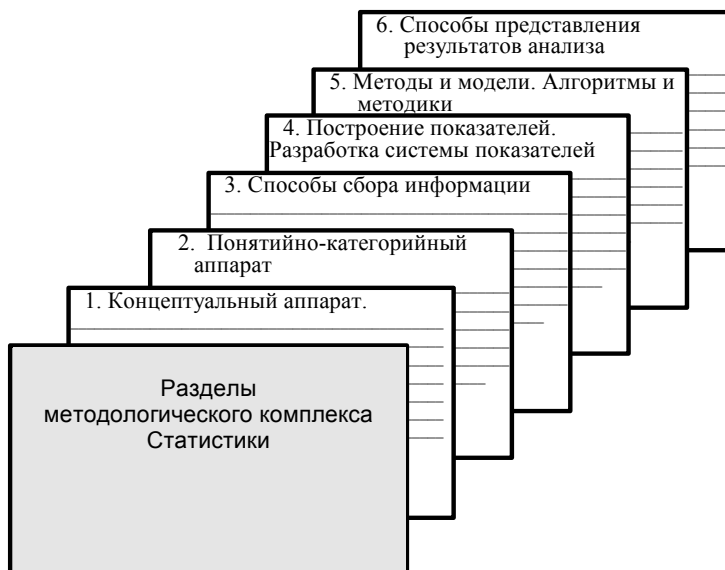 6. Способы представления
результатов анализа
5. Методы и модели. Алгоритмы и
методики
4. Построение показателей.
Разработка системы показателей
3. Способы сбора информации
2. Понятийно-категорийный
аппарат
1. Концептуальный аппарат.
Разделы
методологического комплекса
Статистики